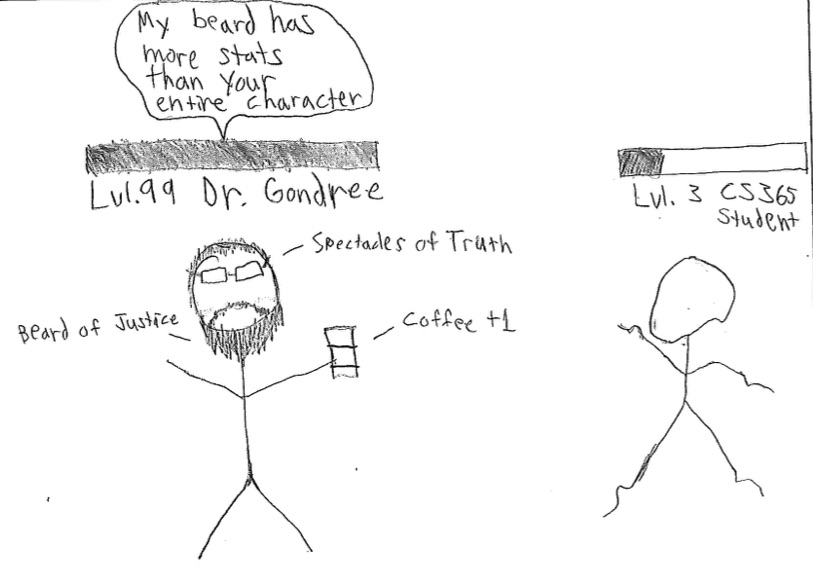 My beard has
more stats
than your
entire character
Lvl.99 Dr. Gondree
Lvl. 3 CS365
Student
Spectacles of Truth
Beard of Justice
Coffee +1